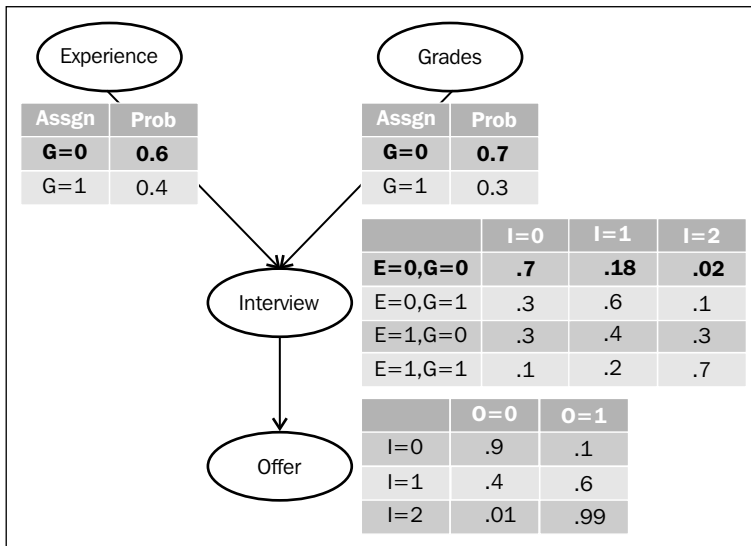 Experience
Grades
Assgn Prob
G=0 0.6
G=1 0.4
Assgn Prob
G=0 0.7
G=1 0.3
I=0 I=1 I=2
E=0,G=0 .7 .18 .02
E=0,G=1 .3 .6 .1
E=1,G=0 .3 .4 .3
E=1,G=1 .1 .2 .7
Interview
O=0 O=1
I=0 .9 .1
I=1 .4 .6
I=2 .01 .99
Offer